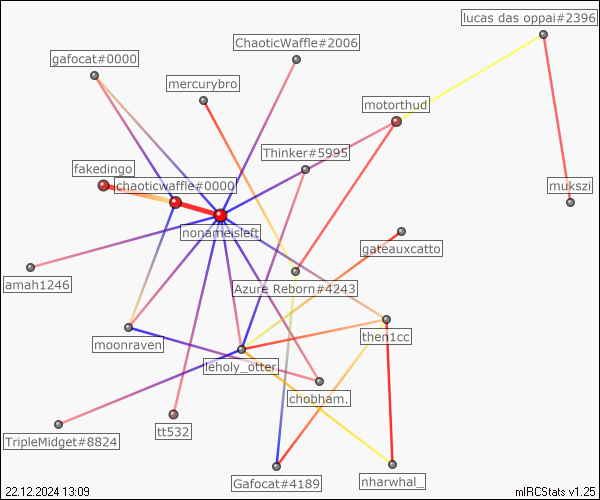 lucas das oppai#2396
ChaoticWaffle#2006
gafocat#0000
mercurybro
motorthud
Thinker#5995
fakedingo
chaoticwaffle#0000
mukszi
nonameisleft
gateauxcatto
amah1246
Azure Reborn#4243
then1cc
moonraven
leholy_otter
chobham.
tt532
TripleMidget#8824
Gafocat#4189
nharwhal_
22.12.2024 13:09
mIRCStats v1.25